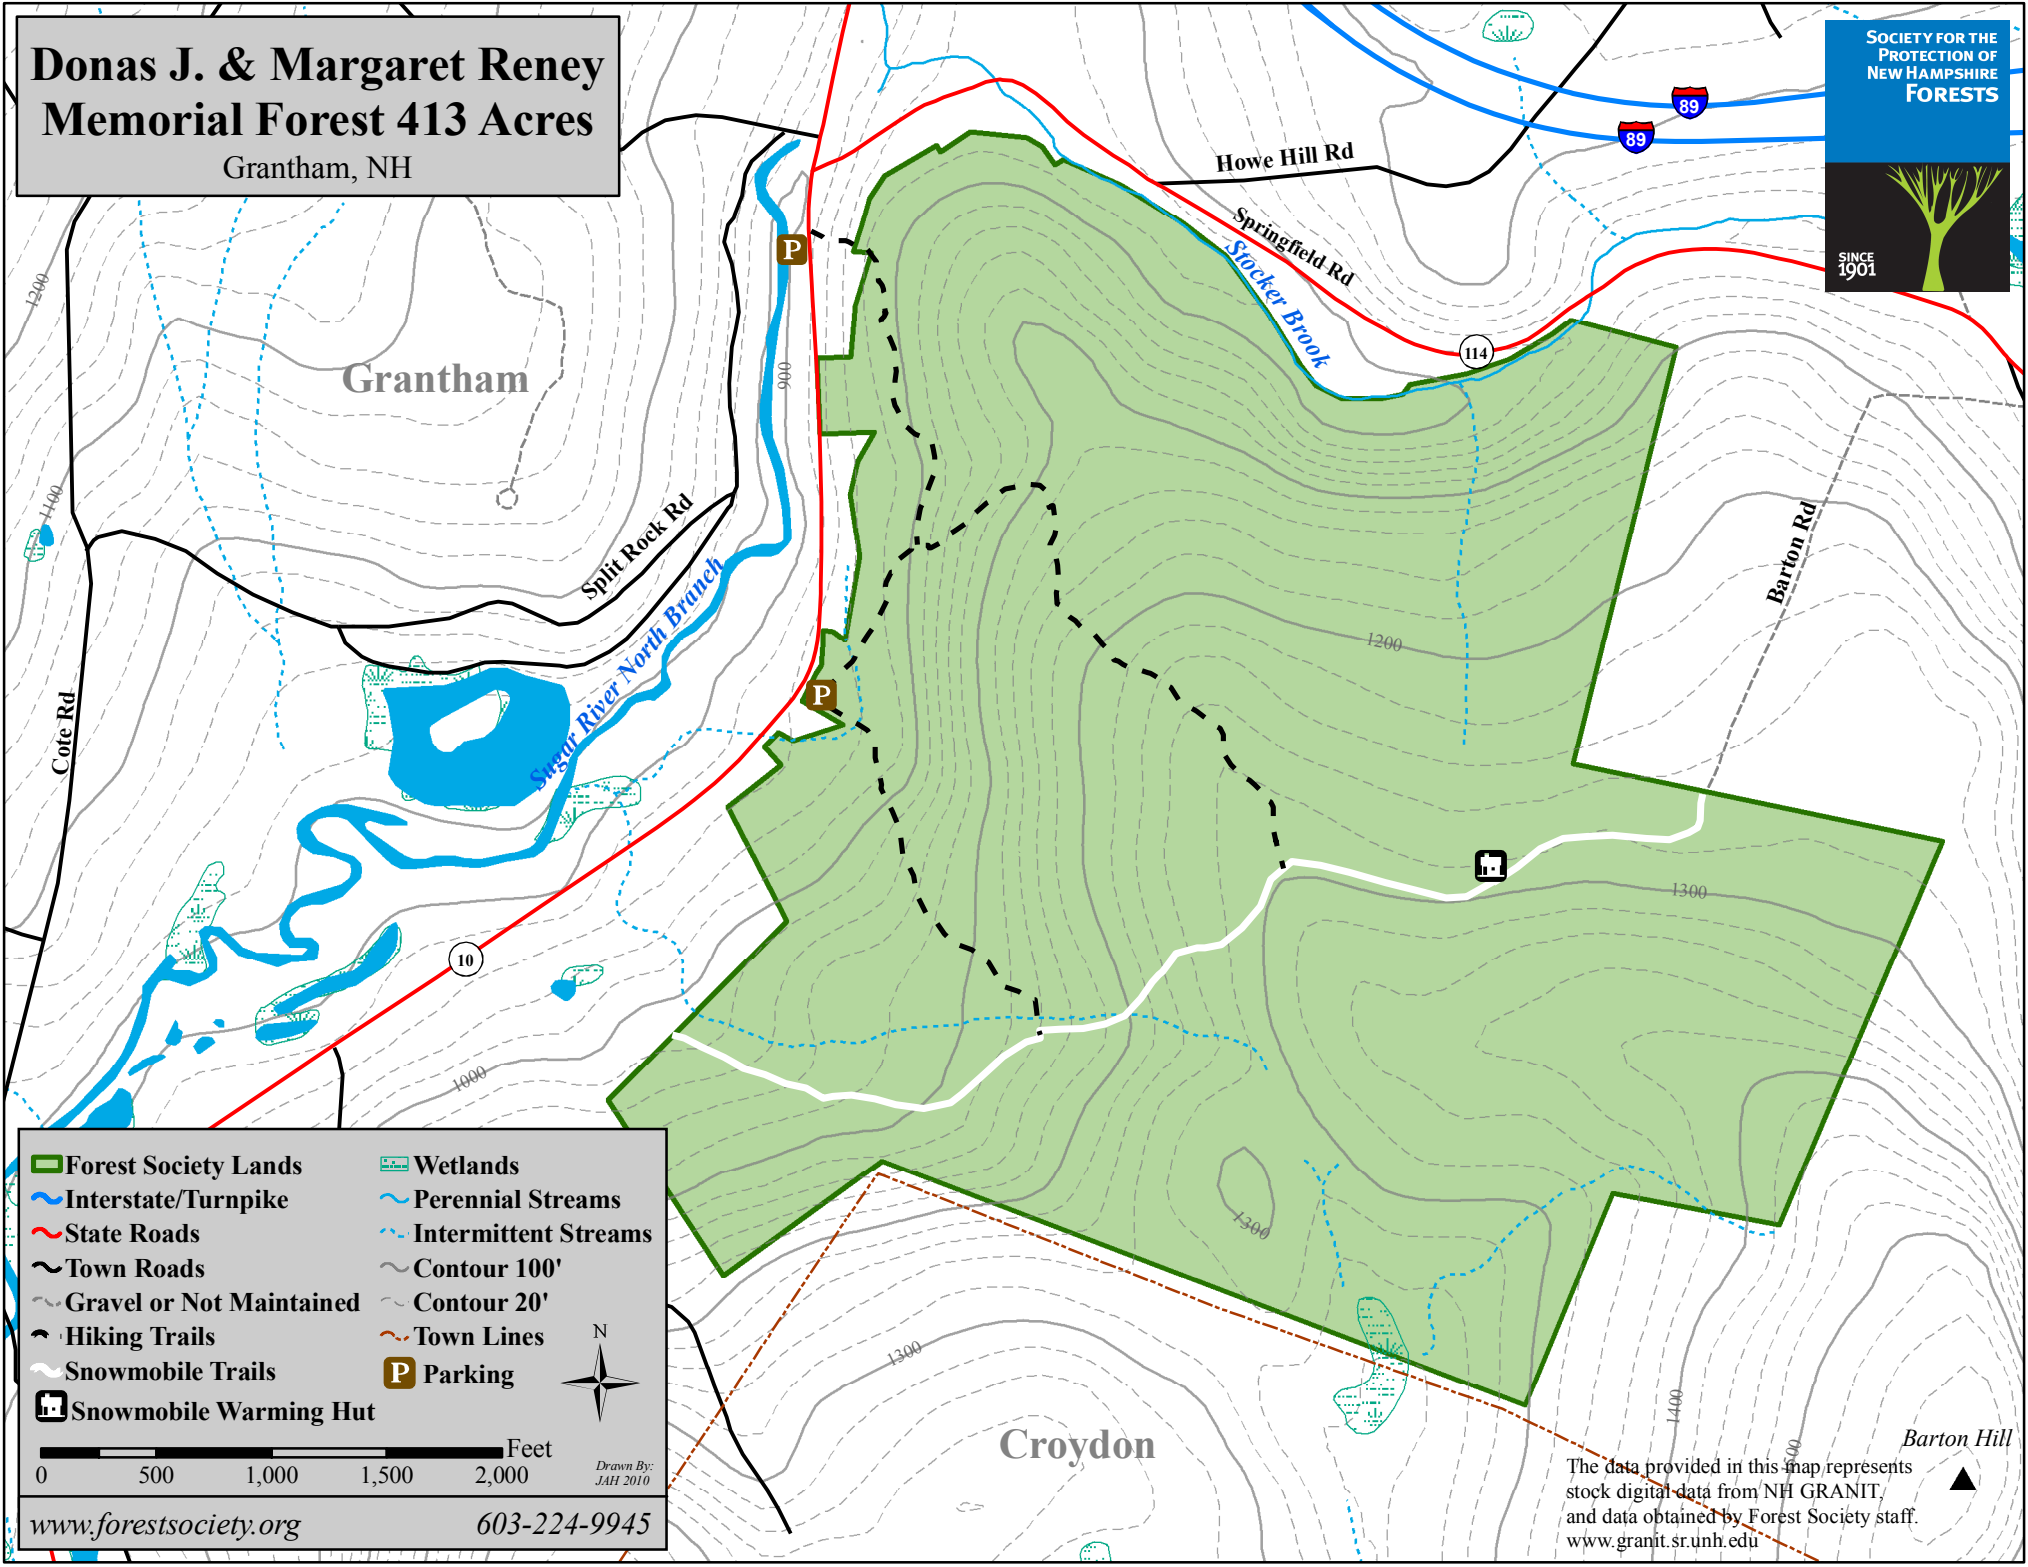 Donas J. & Margaret Reney
Memorial Forest 413 Acres
Grantham, NH
SOCIETY FOR THE
PROTECTION OF
NEW HAMPSHIRE
FORESTS
SINCE
1901
89
89
Howe Hill Rd
Springfield Rd
Stocker Brook
114
P
1200
Grantham
900
1100
Split Rock Rd
Barton Rd
Sugar River North Branch
1200
Cote Rd
P
1300
10
1000
1300
1300
1400
Croydon
Barton Hill
Forest Society Lands
Interstate/Turnpike
State Roads
Town Roads
Gravel or Not Maintained
Hiking Trails
Snowmobile Trails
Snowmobile Warming Hut
Wetlands
Perennial Streams
Intermittent Streams
Contour 100'
Contour 20'
Town Lines
P Parking
N
Feet
0 500 1,000 1,500 2,000
Drawn By:
JAH 2010
www.forestsociety.org 603-224-9945
The data provided in this map represents
stock digital data from NH GRANIT,
and data obtained by Forest Society staff.
www.granit.sr.unh.edu